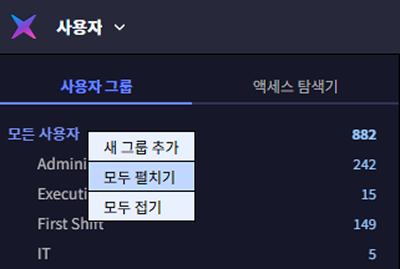 사용자
사용자 그룹 액세스 탐색기
모든 사용자 882
새 그룹 추가
Admini 242
모두 펼치기
Executi 15
모두 접기
First Shift 149
IT 5